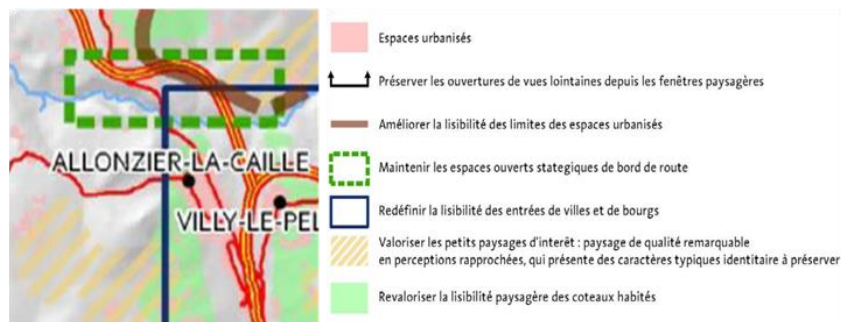 ALLONZIER-LA-CAILLE
VILLY-LE-PEL
Espaces urbanisés
Préserver les ouvertures de vues lointaines depuis les fenêtres paysagères
Améliorer la lisibilité des limites des espaces urbanisés
Maintenir les espaces ouverts stategiques de bord de route
Redéfinir la lisibilité des entrées de villes et de bourgs
Valoriser les petits paysages d'interêt : paysage de qualité remarquable
en perceptions rapprochées, qui présente des caractères typiques identitaire à préserver
Revaloriser la lisibilité paysagère des coteaux habités